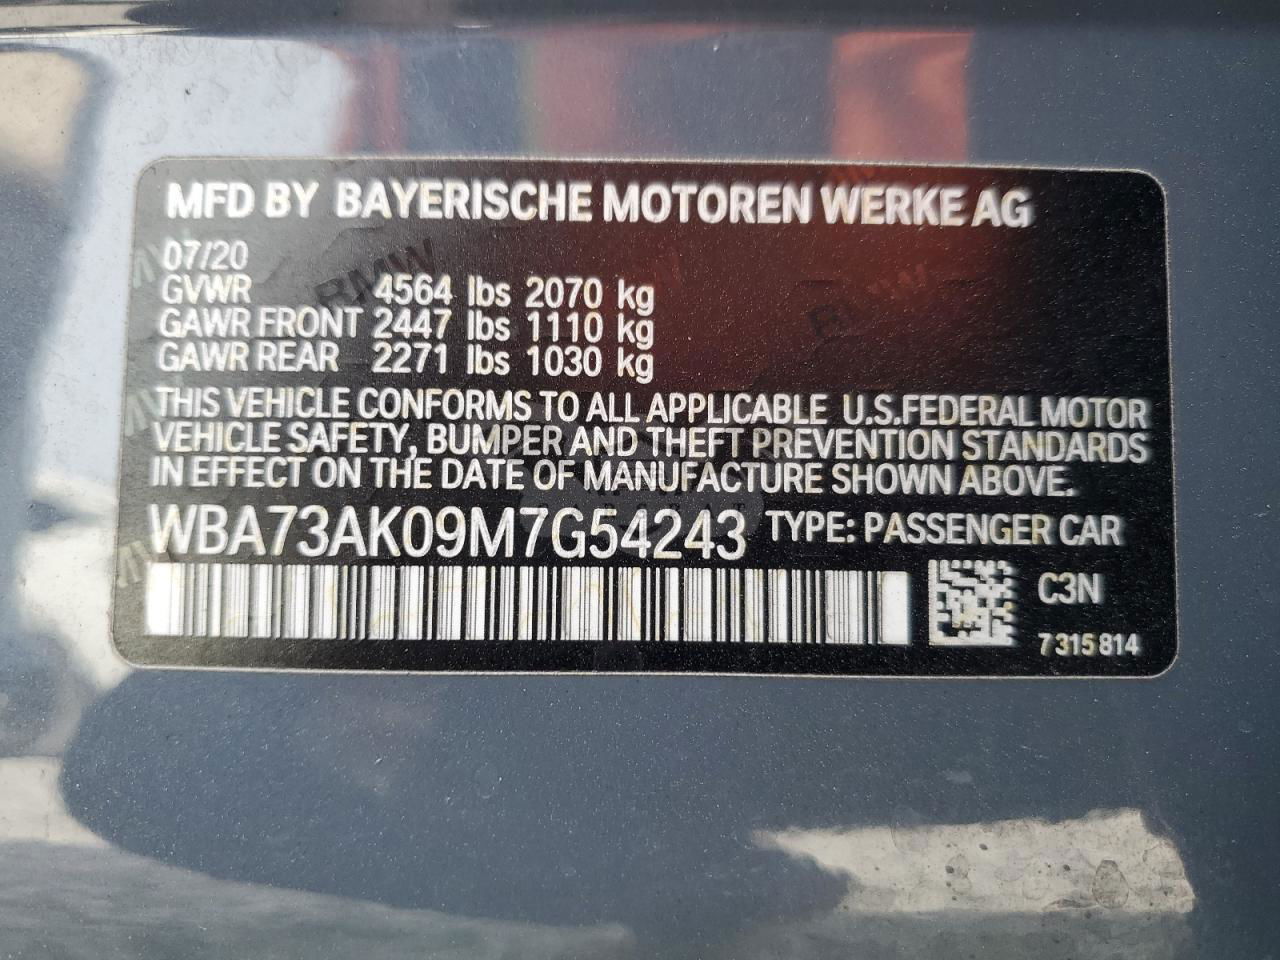 MFD BY BAYERISCHE MOTOREN WERKE AG
07/20
GVWR 4564 lbs 2070 kg
GAWR FRONT 2447 lbs 1110 kg
GAWR REAR 2271 lbs 1030 kg
THIS VEHICLE CONFORMS TO ALL APPLICABLE U.S.FEDERAL MOTOR
VEHICLE SAFETY, BUMPER AND THEFT PREVENTION STANDARDS
IN EFFECT ON THE DATE OF MANUFACTURE SHOWN ABOVE.
WBA73AK09M7G54243 TYPE: PASSENGER CAR
C3N
7 315 814
BMW